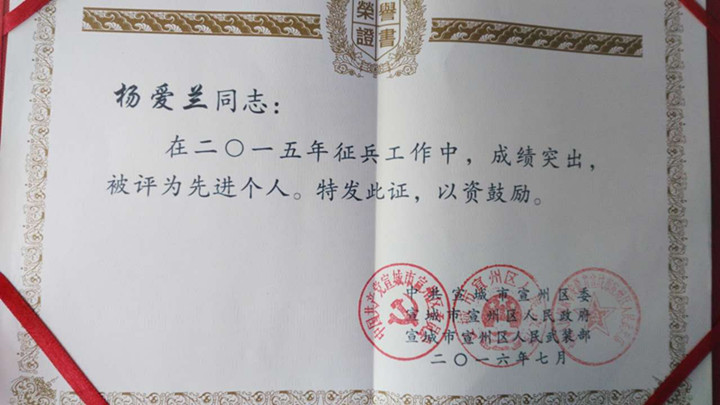 榮譽
證書
杨爱兰同志：
在二〇一五年征兵工作中，成绩突出，
被评为先进个人。特发此证，以资鼓励。
中共宣城市宣州区委
宣城市宣州区人民政府
宣城市宣州区人民武装部
二〇一六年七月